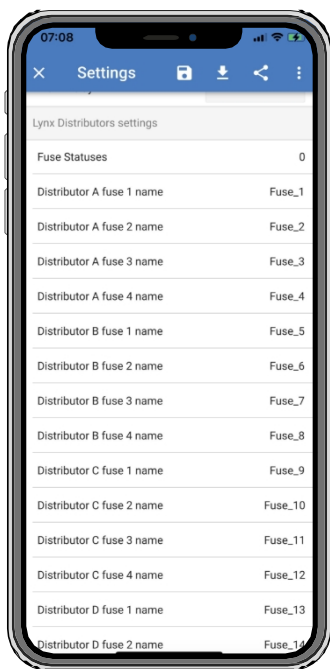 07:08
Settings
Lynx Distributors settings
Fuse Statuses 0
Distributor A fuse 1 name Fuse_1
Distributor A fuse 2 name Fuse_2
Distributor A fuse 3 name Fuse_3
Distributor A fuse 4 name Fuse_4
Distributor B fuse 1 name Fuse_5
Distributor B fuse 2 name Fuse_6
Distributor B fuse 3 name Fuse_7
Distributor B fuse 4 name Fuse_8
Distributor C fuse 1 name Fuse_9
Distributor C fuse 2 name Fuse_10
Distributor C fuse 3 name Fuse_11
Distributor C fuse 4 name Fuse_12
Distributor D fuse 1 name Fuse_13
Distributor D fuse 2 name Fuse_14